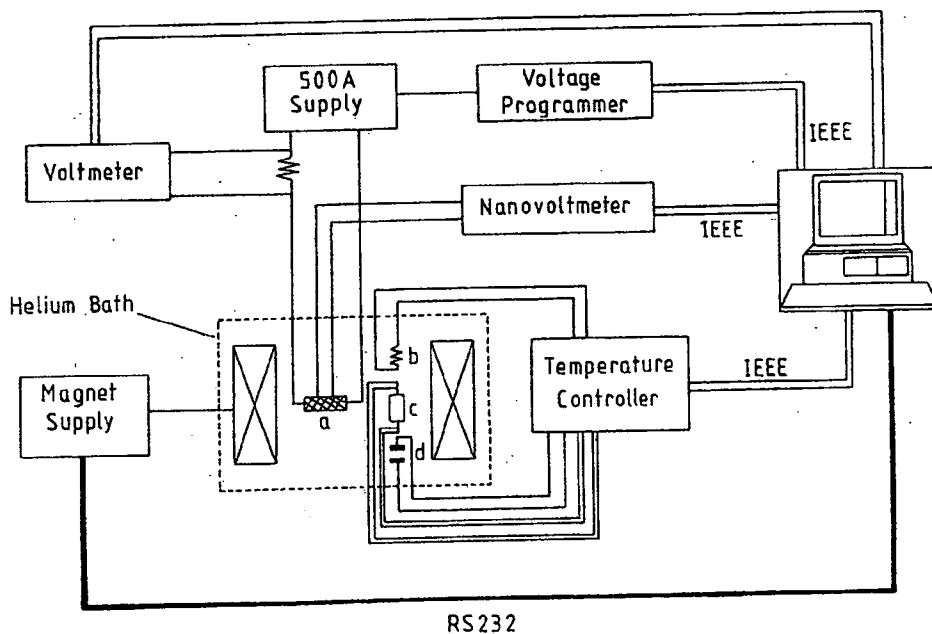 500A
Supply
Voltage
Programmer
IEEE
Voltmeter
Nanovoltmeter
IEEE
Helium Bath
b
Magnet
Supply
a
c
d
Temperature
Controller
IEEE
RS232